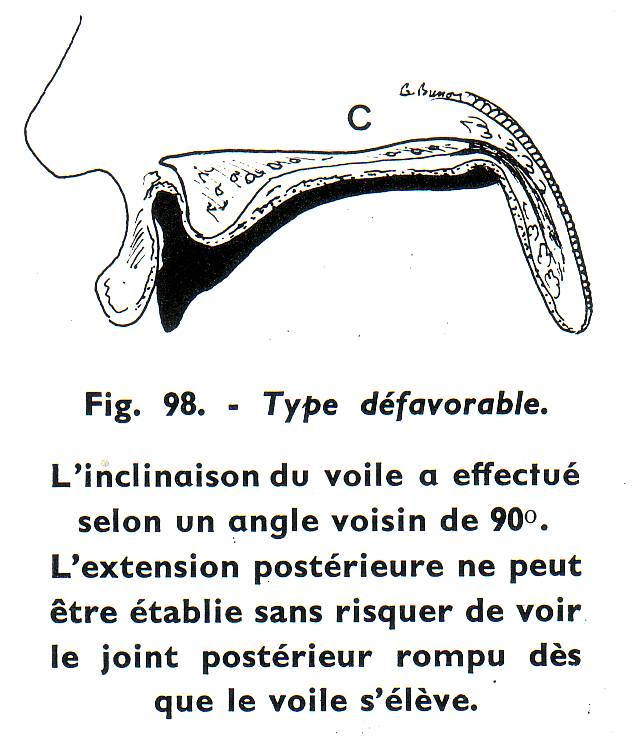 C
Fig. 98. - Type défavorable.
L'inclinaison du voile a effectué
selon un angle voisin de 90°.
L'extension postérieure ne peut
être établie sans risquer de voir
le joint postérieur rompu dès
que le voile s'élève.